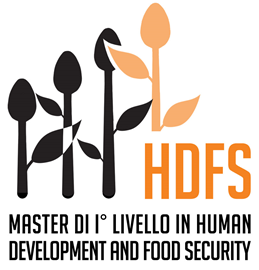 HDFS
MASTER DI I° LIVELLO IN HUMAN
DEVELOPMENT AND FOOD SECURITY